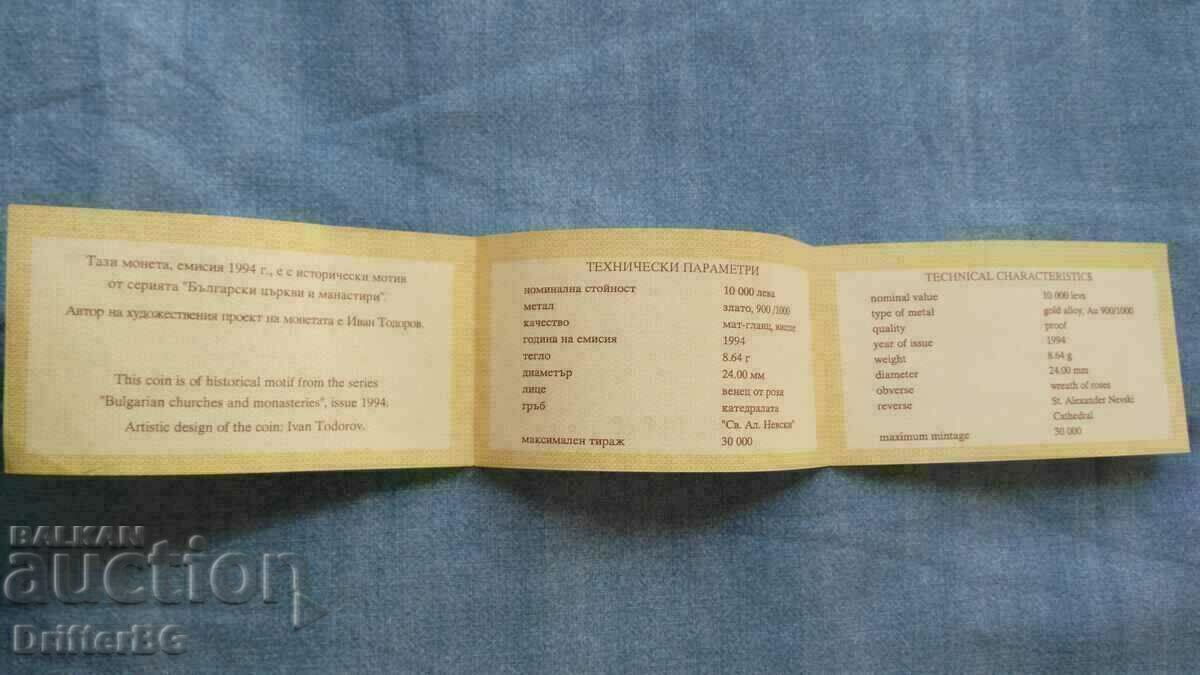 Тази монета, емисия 1994 г., е с исторически мотив
от серията "Български църкви и манастири".
Автор на художествения проект на монетата е Иван Тодоров.
This coin is of historical motif from the series
"Bulgarian churches and monasteries", issue 1994.
Artistic design of the coin: Ivan Todorov.
ТЕХНИЧЕСКИ ПАРАМЕТРИ
номинална стойност 10 000 лева
метал злато, 900/1000
качество мат-гланц,
година на емисия 1994
тегло 8.64 г
диаметър 24.00 мм
лице венец от рози
гръб катедралата
"Св. Ал. Невски"
максимален тираж 30 000
TECHNICAL CHARACTERISTICS
nominal value 10 000 leva
type of metal gold alloy, Au 900/1000
quality proof
year of issue 1994
weight 8.64 g
diameter 24.00 mm
obverse wreath of roses
reverse St. Alexander Nevski
Cathedral
maximum mintage 30 000
BALKAN
auction
DrifterBG